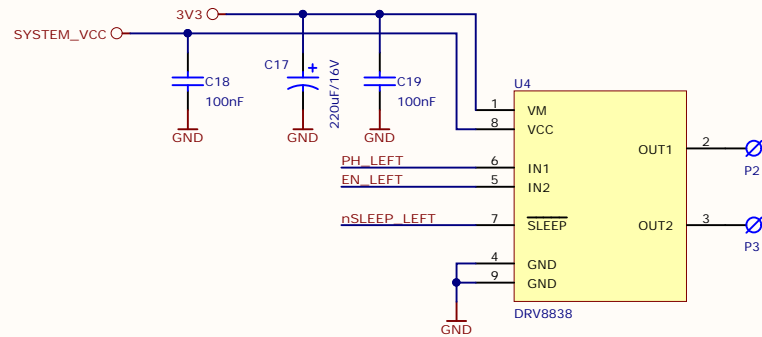 3V3
SYSTEM_VCC
C18
100nF
GND
C17
+
220uF/16V
GND
C19
100nF
GND
U4
1
VM
8
VCC
PH_LEFT
6
IN1
EN_LEFT
5
IN2
nSLEEP_LEFT
7
SLEEP
4
GND
9
GND
GND
OUT1
2
P2
OUT2
3
P3
DRV8838